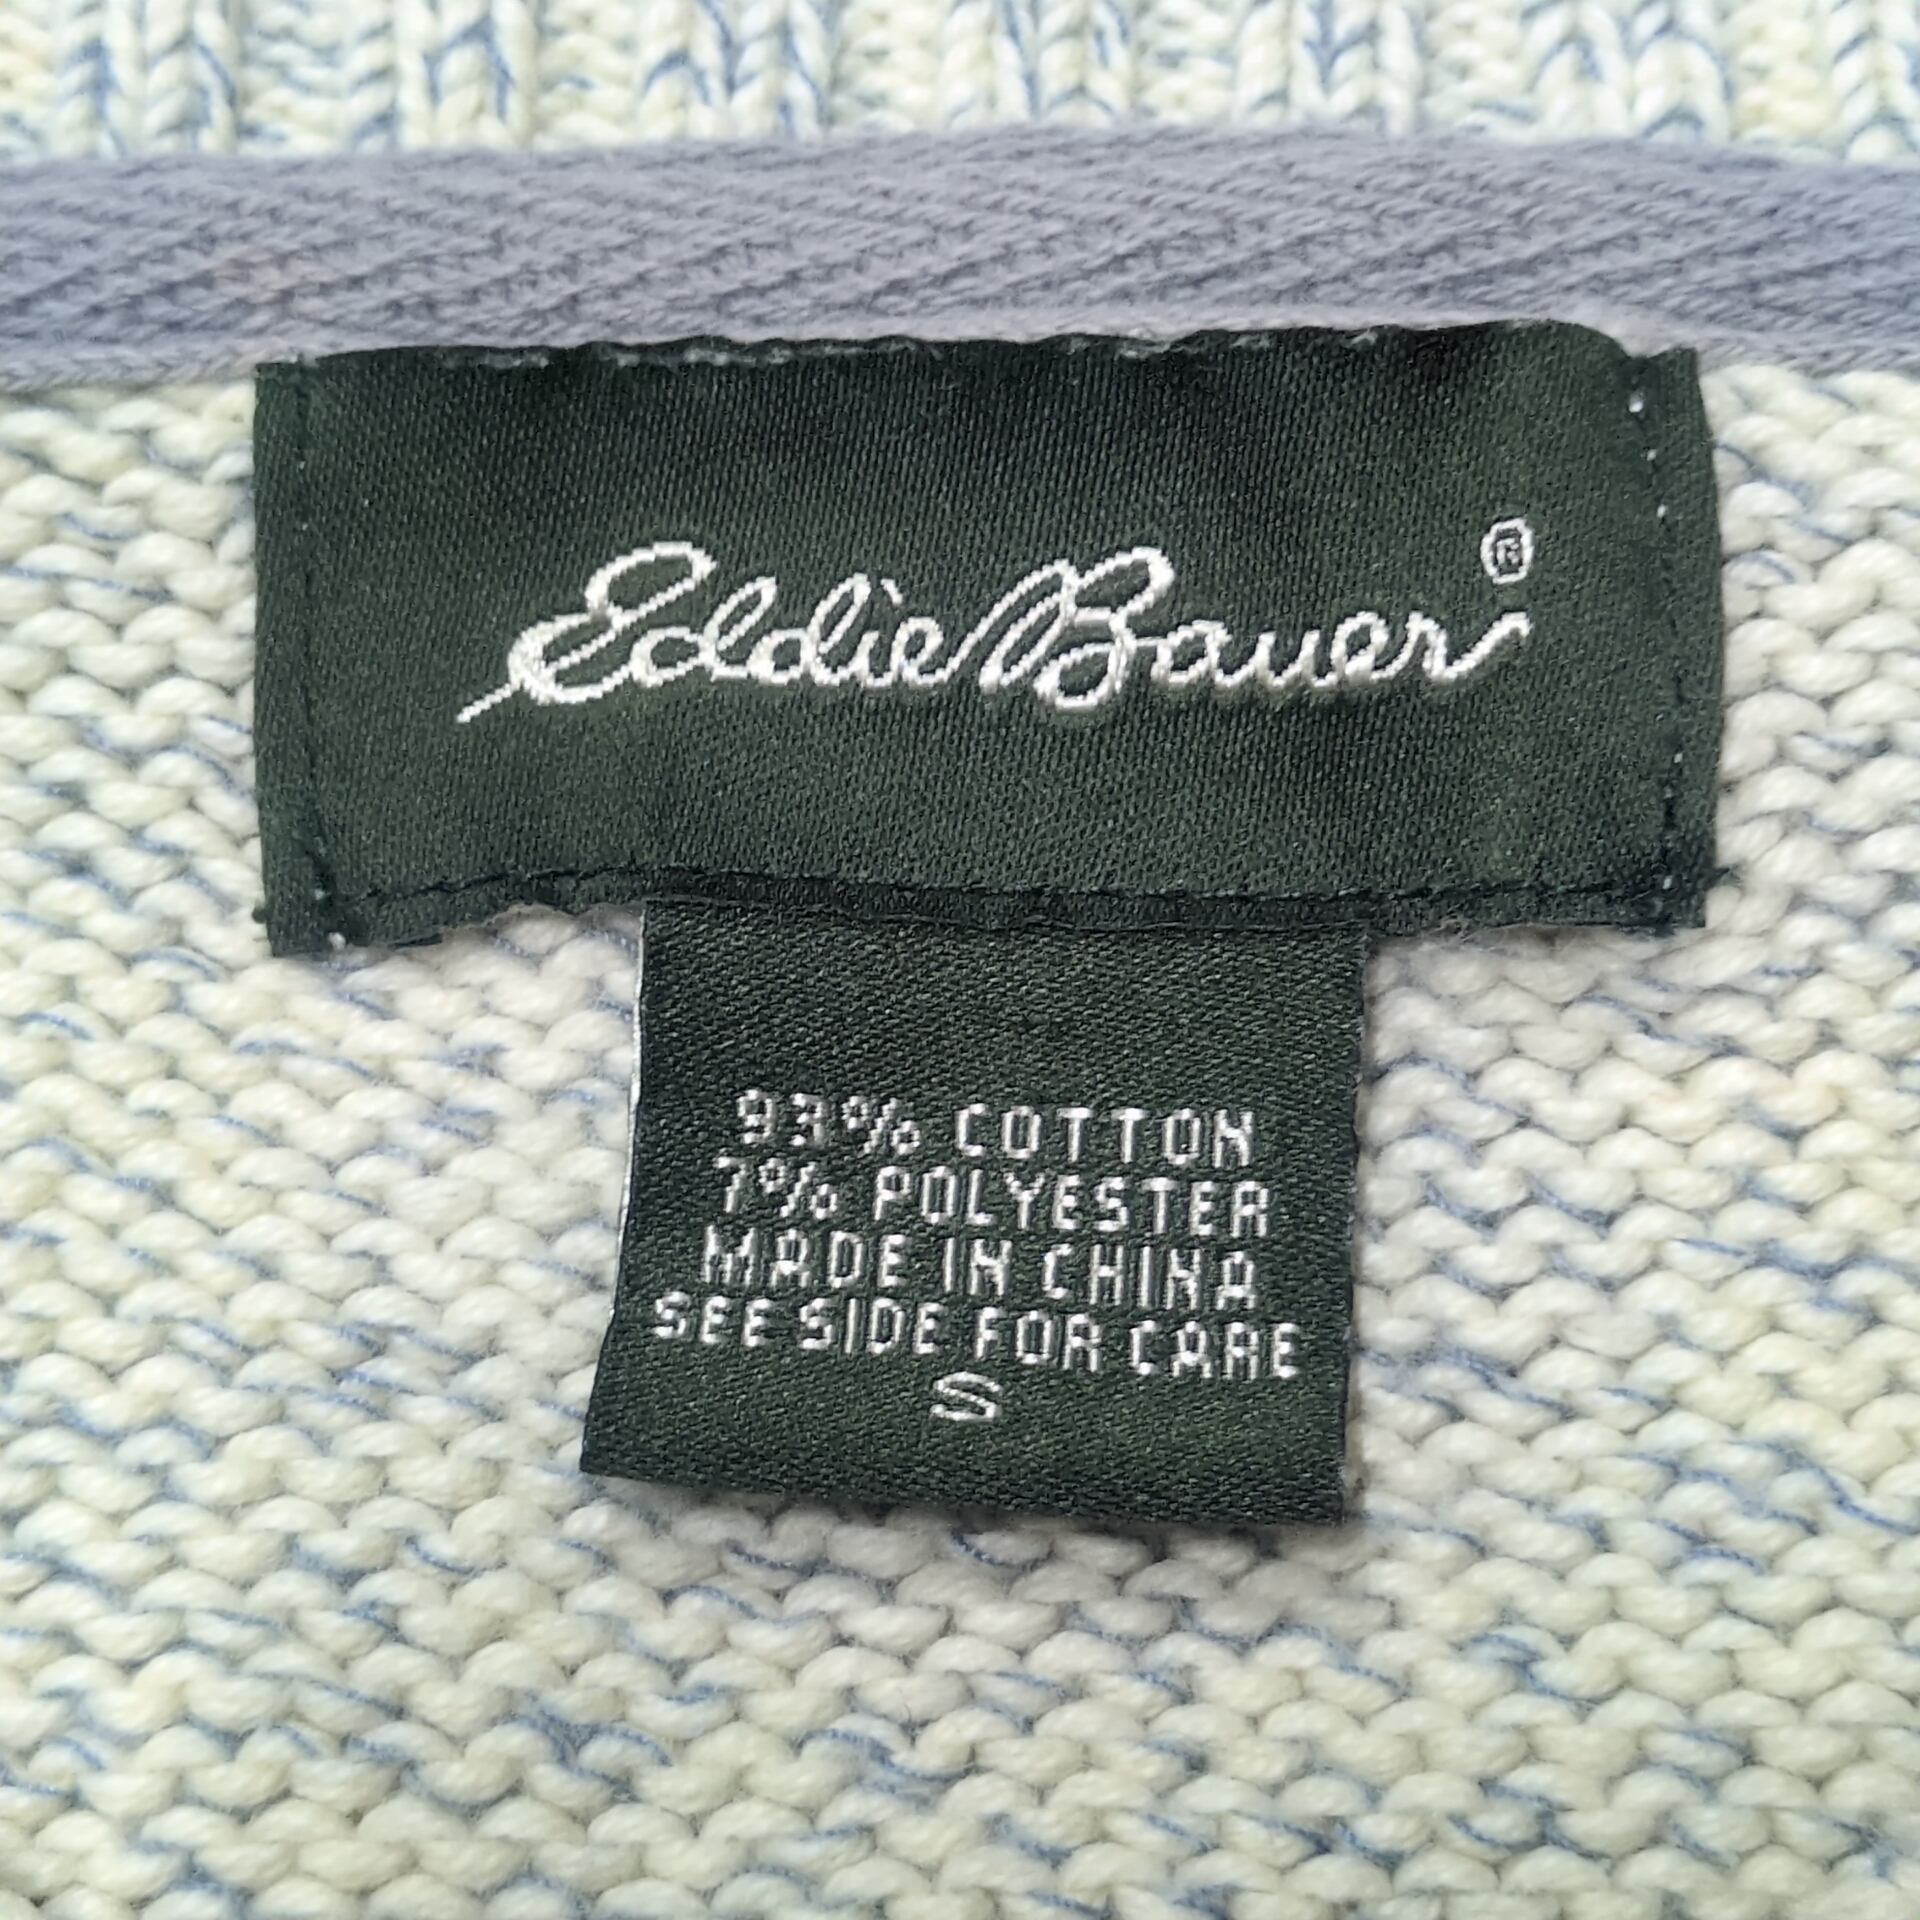 Eddie Bauer®
93% COTTON
7% POLYESTER
MADE IN CHINA
SEE SIDE FOR CARE
S